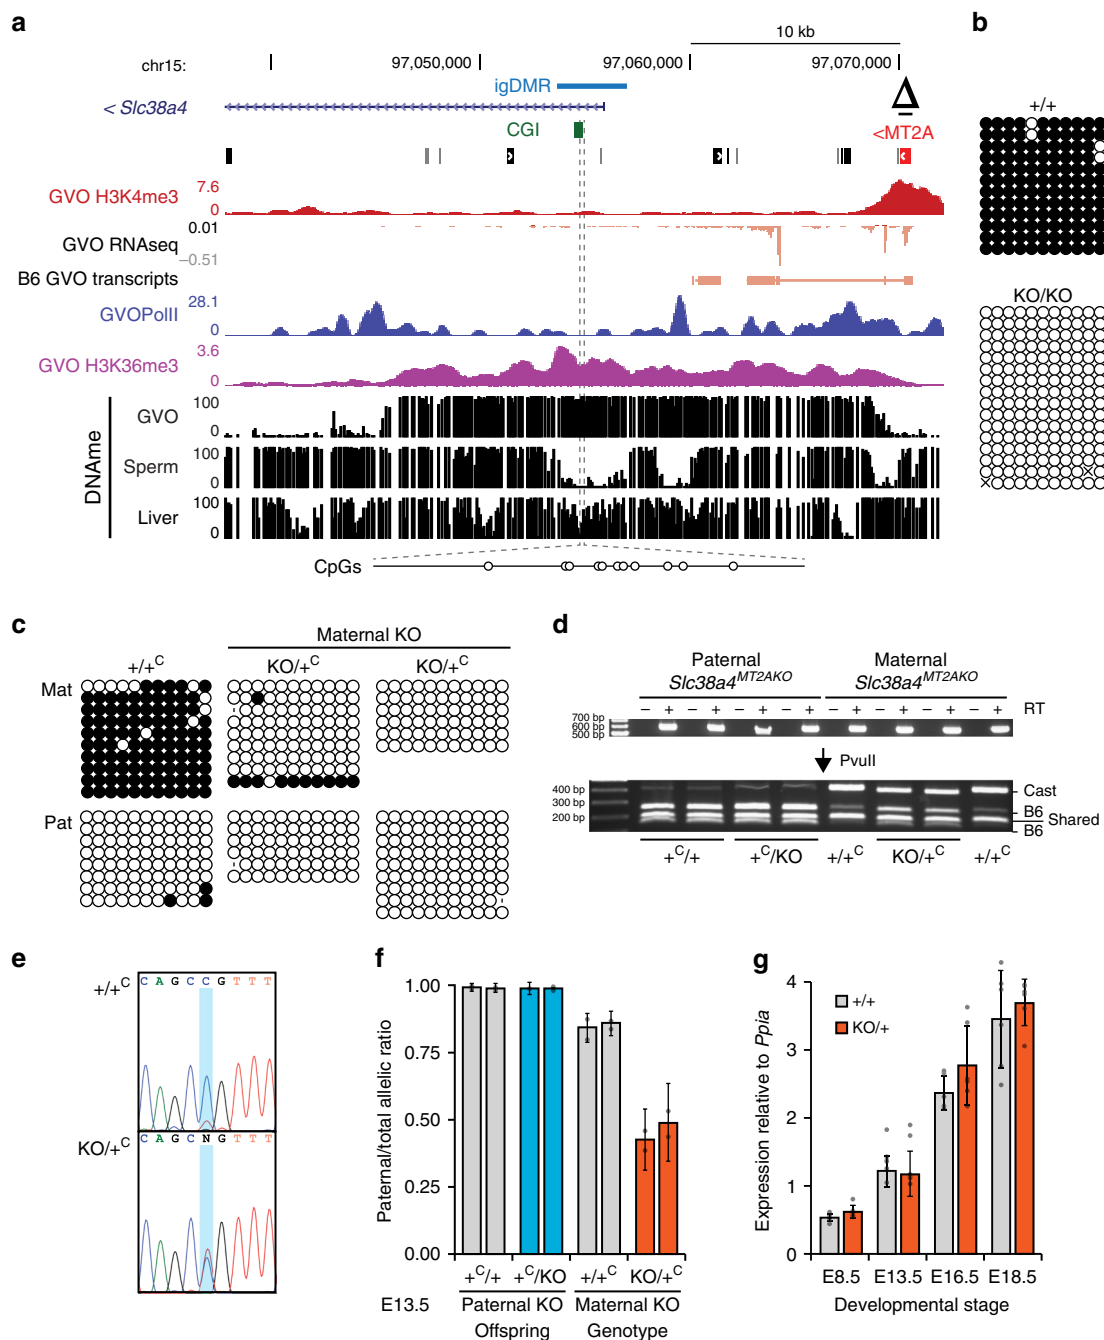 a
10 kb
chr15:
97,050,000
97,060,000
97,070,000
igDMR
< Slc38a4
CGI
<MT2A
GVO H3K4me3
7.6
0
GVO RNAseq
0.01
−0.51
B6 GVO transcripts
GVOPolII
28.1
0
GVO H3K36me3
3.6
0
DNAme
GVO
100
0
Sperm
100
0
Liver
100
0
CpGs
b
+/+
KO/KO
c
Maternal KO
+/+C
KO/+C
KO/+C
Mat
Pat
d
Paternal
Slc38a4MT2AKO
Maternal
Slc38a4MT2AKO
− + − + − + − + − + − + − + − +
RT
700 bp
600 bp
500 bp
PvuII
400 bp
300 bp
200 bp
Cast
B6
Shared
B6
+C/+
+C/KO
+/+C
KO/+C
+/+C
e
+/+C
C A G C C G T T T
KO/+C
C A G C N G T T T
f
Paternal/total allelic ratio
1.00
0.75
0.50
0.25
0.00
+C/+
+C/KO
+/+C
KO/+C
E13.5
Paternal KO
Maternal KO
Offspring
Genotype
g
Expression relative to Ppia
4
3
2
1
0
+/+
KO/+
E8.5
E13.5
E16.5
E18.5
Developmental stage